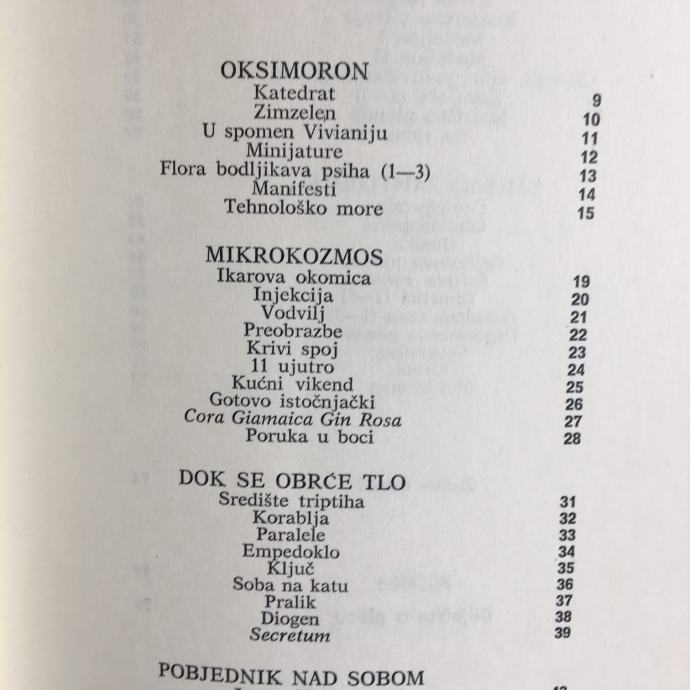 OKSIMORON
Katedrat 9
Zimzelen 10
U spomen Vivianiju 11
Minijature 12
Flora bodljikava psiha (1—3) 13
Manifesti 14
Tehnološko more 15
MIKROKOZMOS
Ikarova okomica 19
Injekcija 20
Vodvilj 21
Preobrazbe 22
Krivi spoj 23
11 ujutro 24
Kućni vikend 25
Gotovo istočnjački 26
Cora Giamaica Gin Rosa 27
Poruka u boci 28
DOK SE OBRĆE TLO
Središte triptiha 31
Korablja 32
Paralele 33
Empedoklo 34
Ključ 35
Soba na katu 36
Pralik 37
Diogen 38
Secretum 39
POBJEDNIK NAD SOBOM